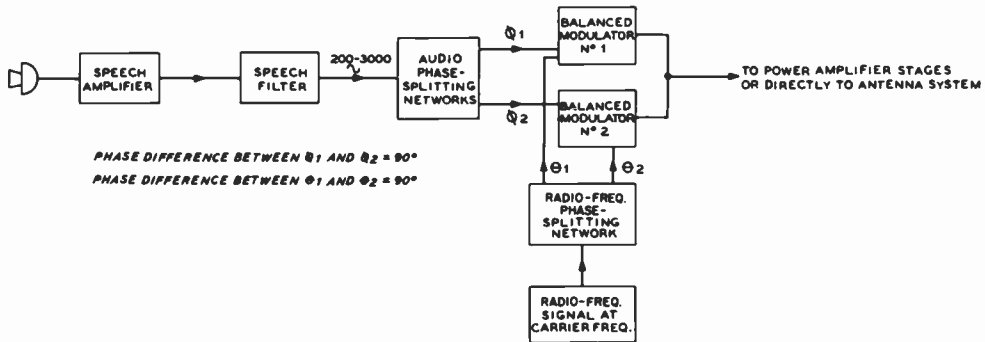 SPEECH
AMPLIFIER
SPEECH
FILTER
200-3000
AUDIO
PHASE-
SPLITTING
NETWORKS
Φ1
Φ2
BALANCED
MODULATOR
Nº 1
BALANCED
MODULATOR
Nº 2
TO POWER AMPLIFIER STAGES
OR DIRECTLY TO ANTENNA SYSTEM
PHASE DIFFERENCE BETWEEN Φ1 AND Φ2 = 90°
PHASE DIFFERENCE BETWEEN Θ1 AND Θ2 = 90°
Θ1
Θ2
RADIO-FREQ.
PHASE-
SPLITTING
NETWORK
RADIO-FREQ.
SIGNAL AT
CARRIER FREQ.